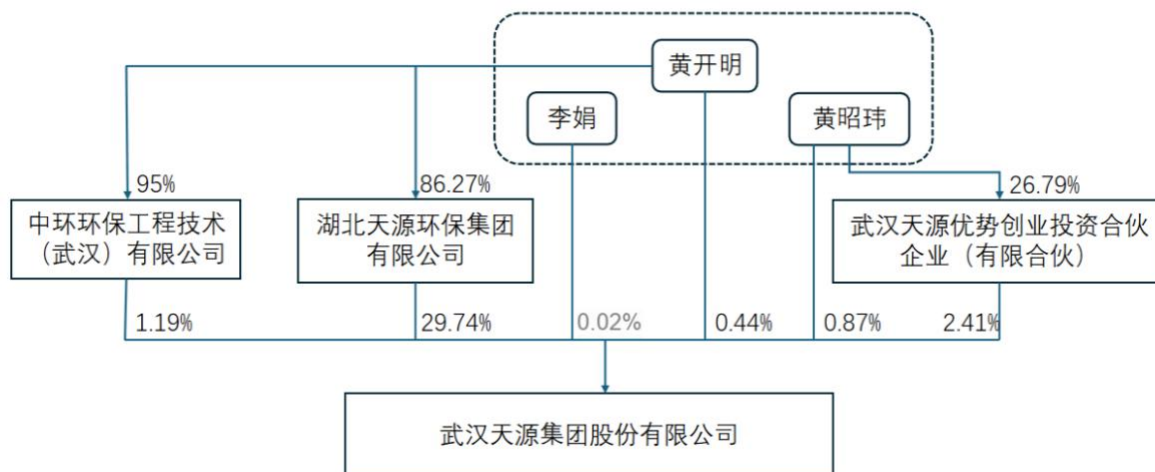 黄开明
李娟
黄昭玮
95%
86.27%
26.79%
中环环保工程技术
（武汉）有限公司
湖北天源环保集团
有限公司
武汉天源优势创业投资合伙
企业（有限合伙）
1.19%
29.74%
0.02%
0.44%
0.87%
2.41%
武汉天源集团股份有限公司